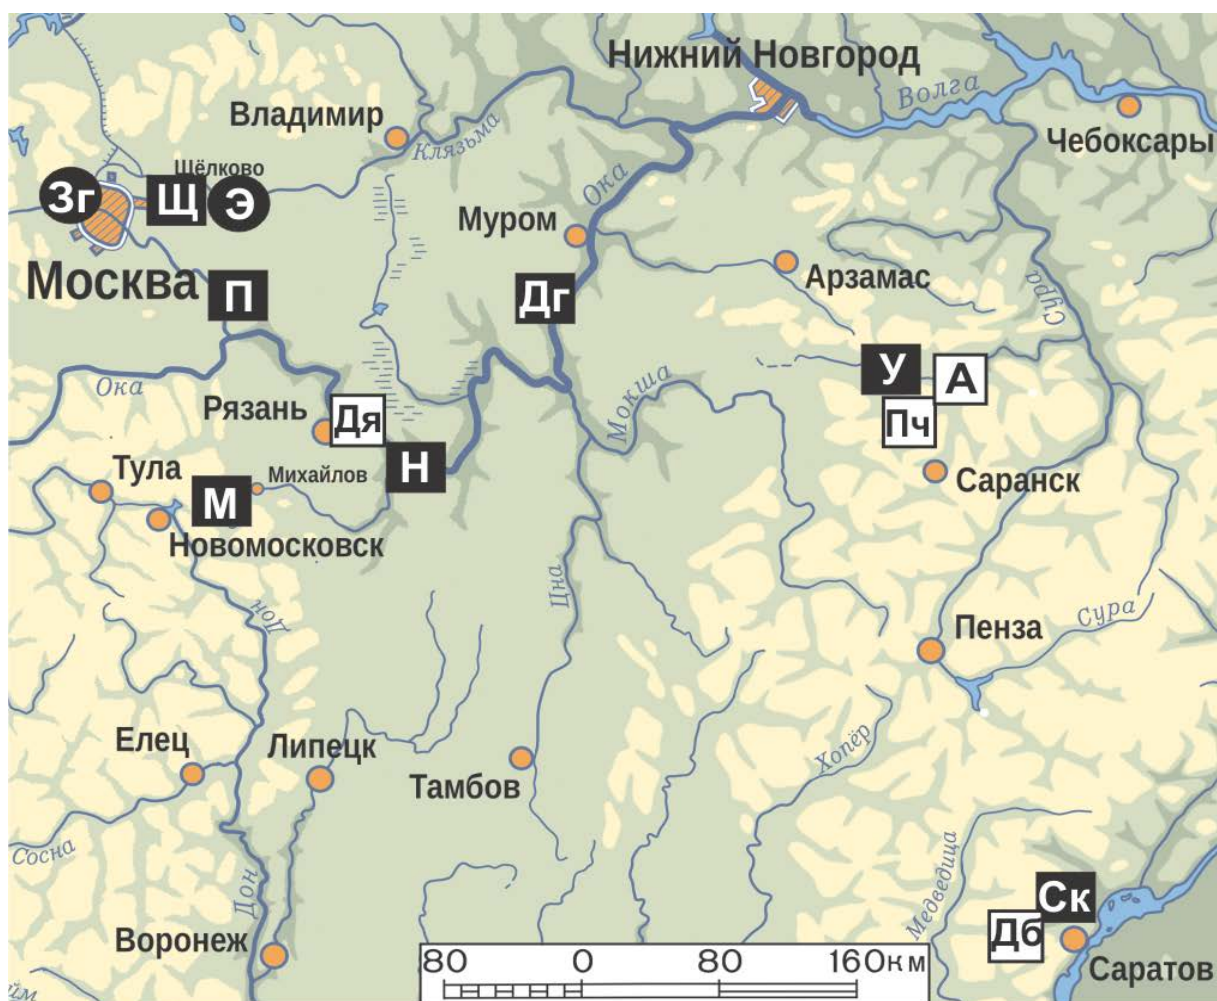 Нижний Новгород
Волга
Владимир
Клязьма
Чебоксары
Щёлково
Зг
Щ
Э
Ока
Муром
Москва
П
Дг
Арзамас
Сура
Ока
Мокша
У
А
Рязань
Дя
Пч
Н
Тула
Михайлов
М
Саранск
Новомосковск
Цна
Дон
Пенза
Сура
Елец
Липецк
Тамбов
Хопёр
Сосна
Медведица
Дон
Ск
Дб
Воронеж
Саратов
80 0 80 160км